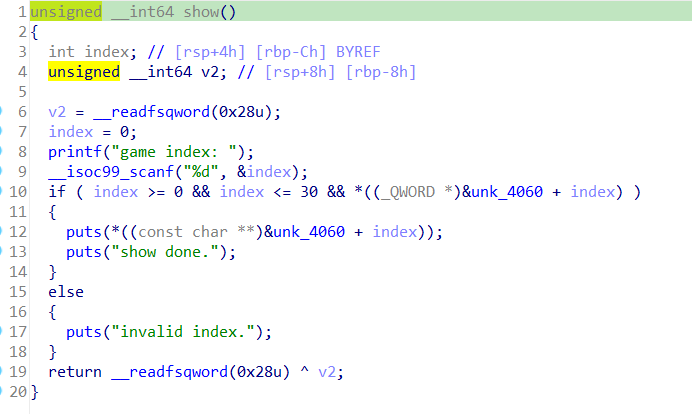 1 unsigned __int64 show()
2 {
3   int index; // [rsp+4h] [rbp-Ch] BYREF
4   unsigned __int64 v2; // [rsp+8h] [rbp-8h]
5
6   v2 = __readfsqword(0x28u);
7   index = 0;
8   printf("game index: ");
9   __isoc99_scanf("%d", &index);
10   if ( index >= 0 && index <= 30 && *((_QWORD *)&unk_4060 + index) )
11   {
12     puts(*((const char **)&unk_4060 + index));
13     puts("show done.");
14   }
15   else
16   {
17     puts("invalid index.");
18   }
19   return __readfsqword(0x28u) ^ v2;
20 }